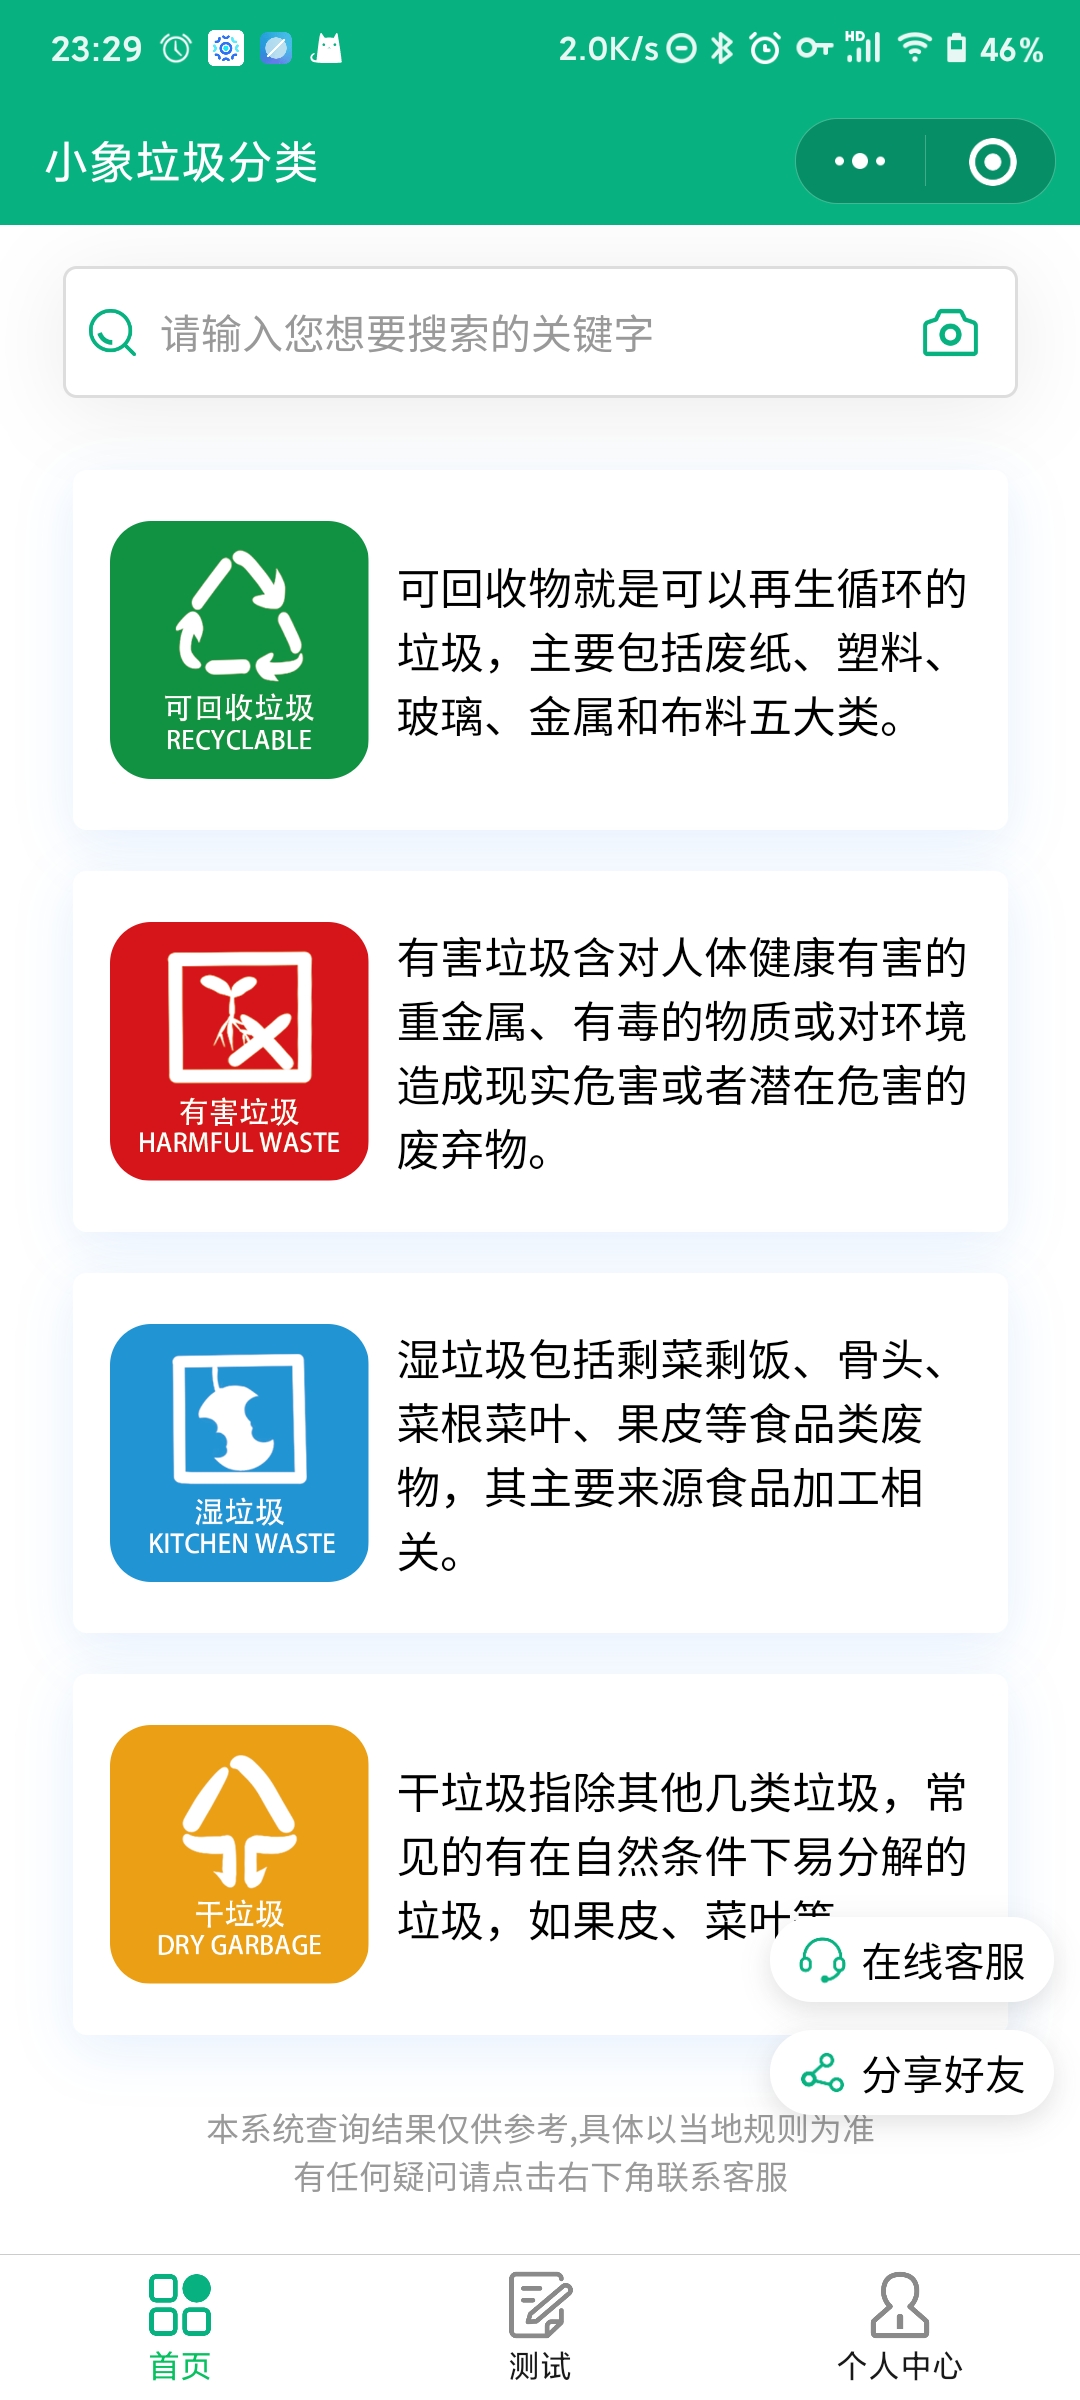 23:29
2.0K/s
HD
46%
小象垃圾分类
请输入您想要搜索的关键字
可回收垃圾
RECYCLABLE
可回收物就是可以再生循环的
垃圾，主要包括废纸、塑料、
玻璃、金属和布料五大类。
有害垃圾
HARMFUL WASTE
有害垃圾含对人体健康有害的
重金属、有毒的物质或对环境
造成现实危害或者潜在危害的
废弃物。
湿垃圾
KITCHEN WASTE
湿垃圾包括剩菜剩饭、骨头、
菜根菜叶、果皮等食品类废
物，其主要来源食品加工相
关。
干垃圾
DRY GARBAGE
干垃圾指除其他几类垃圾，常
见的有在自然条件下易分解的
垃圾，如果皮、菜叶等
在线客服
分享好友
本系统查询结果仅供参考,具体以当地规则为准
有任何疑问请点击右下角联系客服
首页
测试
个人中心